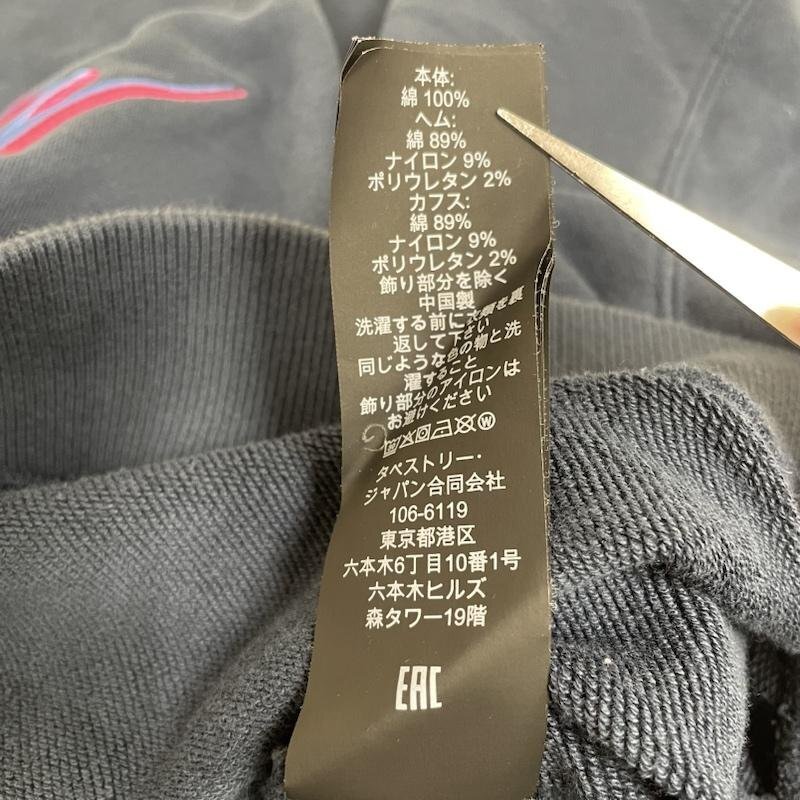 本体:
綿 100%
ヘム:
綿 89%
ナイロン 9%
ポリウレタン 2%
カフス:
綿 89%
ナイロン 9%
ポリウレタン 2%
飾り部分を除く
中国製
洗濯する前に衣類を裏
返して下さい
同じような色の物と洗
濯すること
飾り部分のアイロンは
お避けください
W
タペストリー・
ジャパン合同会社
106-6119
東京都港区
六本木6丁目10番1号
六本木ヒルズ
森タワー19階
EAC